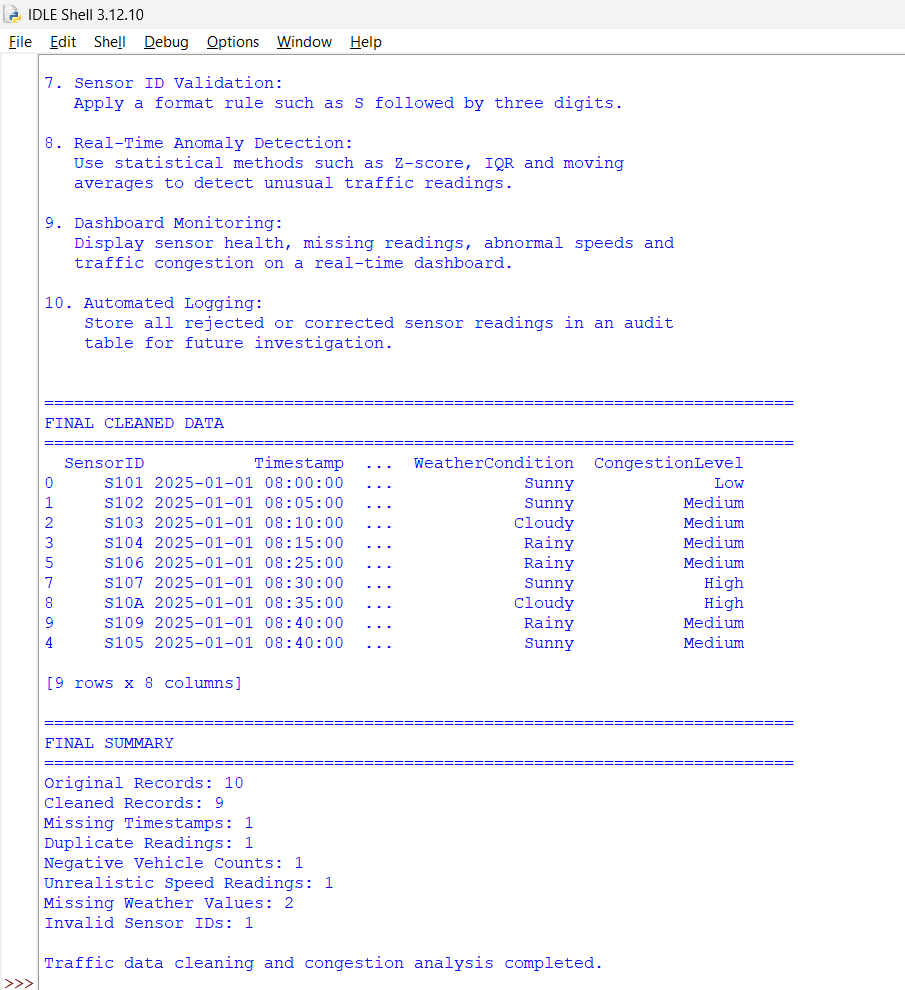 IDLE Shell 3.12.10
File Edit Shell Debug Options Window Help
7. Sensor ID Validation:
   Apply a format rule such as S followed by three digits.
8. Real-Time Anomaly Detection:
   Use statistical methods such as Z-score, IQR and moving
   averages to detect unusual traffic readings.
9. Dashboard Monitoring:
   Display sensor health, missing readings, abnormal speeds and
   traffic congestion on a real-time dashboard.
10. Automated Logging:
    Store all rejected or corrected sensor readings in an audit
    table for future investigation.
===========================================================================
FINAL CLEANED DATA
===========================================================================
  SensorID           Timestamp  ...  WeatherCondition  CongestionLevel
0     S101 2025-01-01 08:00:00  ...             Sunny              Low
1     S102 2025-01-01 08:05:00  ...             Sunny           Medium
2     S103 2025-01-01 08:10:00  ...            Cloudy           Medium
3     S104 2025-01-01 08:15:00  ...             Rainy           Medium
5     S106 2025-01-01 08:25:00  ...             Rainy           Medium
7     S107 2025-01-01 08:30:00  ...             Sunny             High
8     S10A 2025-01-01 08:35:00  ...            Cloudy             High
9     S109 2025-01-01 08:40:00  ...             Rainy           Medium
4     S105 2025-01-01 08:40:00  ...             Sunny           Medium
[9 rows x 8 columns]
===========================================================================
FINAL SUMMARY
===========================================================================
Original Records: 10
Cleaned Records: 9
Missing Timestamps: 1
Duplicate Readings: 1
Negative Vehicle Counts: 1
Unrealistic Speed Readings: 1
Missing Weather Values: 2
Invalid Sensor IDs: 1
Traffic data cleaning and congestion analysis completed.
>>>